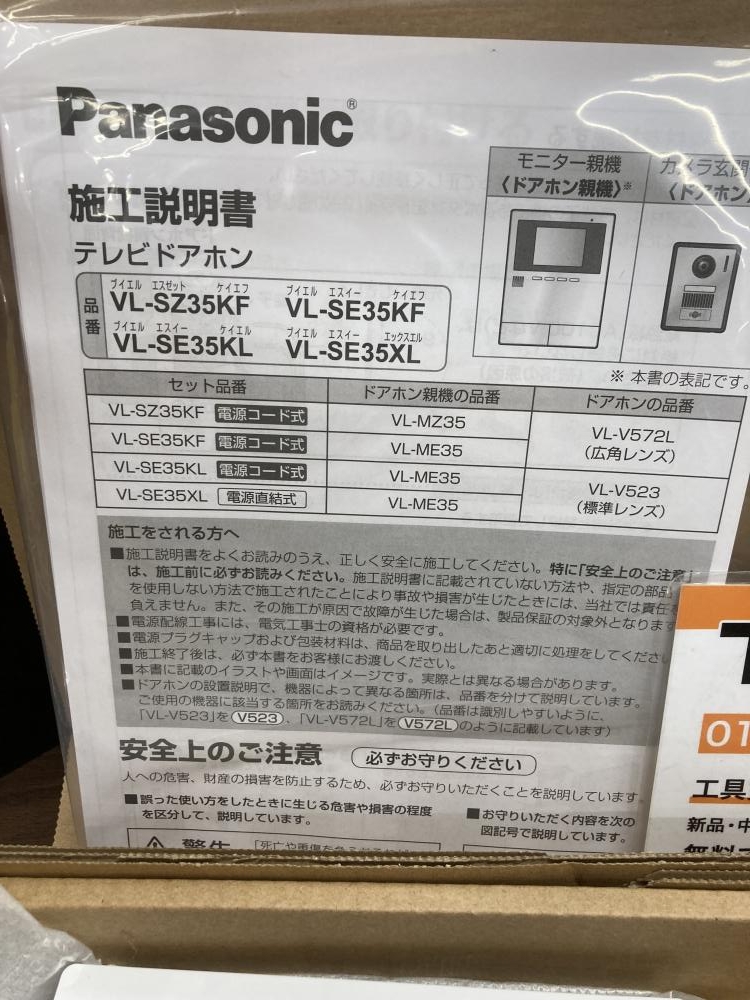 Panasonic®
施工説明書
テレビドアホン
モニター親機
〈ドアホン親機〉※
カメラ玄関
〈ドアホン
品番
ブイエル エスゼット ケイエフ
VL-SZ35KF
ブイエル エスイー ケイエフ
VL-SE35KF
ブイエル エスイー ケイエル
VL-SE35KL
ブイエル エスイー エックスエル
VL-SE35XL
※ 本書の表記です。
セット品番 ドアホン親機の品番 ドアホンの品番
VL-SZ35KF 電源コード式 VL-MZ35 VL-V572L
VL-SE35KF 電源コード式 VL-ME35 (広角レンズ)
VL-SE35KL 電源コード式 VL-ME35 VL-V523
VL-SE35XL 電源直結式 VL-ME35 (標準レンズ)
施工をされる方へ
■施工説明書をよくお読みのうえ、正しく安全に施工してください。特に「安全上のご注意」
は、施工前に必ずお読みください。施工説明書に記載されていない方法や、指定の部品
を使用しない方法で施工されたことにより事故や損害が生じたときには、当社では責任を
負えません。また、その施工が原因で故障が生じた場合は、製品保証の対象外となります
■電源配線工事には、電気工事士の資格が必要です。
■電源プラグキャップおよび包装材料は、商品を取り出したあと適切に処理をしてくださ
■施工終了後は、必ず本書をお客様にお渡しください。
■本書に記載のイラストや画面はイメージです。実際とは異なる場合があります。
■ドアホンの設置説明で、機器によって異なる箇所は、品番を分けて説明しています。
ご使用の機器に該当する箇所をお読みください。(品番は識別しやすいように、
「VL-V523」を V523 、「VL-V572L」を V572L のように記載しています)
安全上のご注意 必ずお守りください
人への危害、財産の損害を防止するため、必ずお守りいただくことを説明しています。
■誤った使い方をしたときに生じる危害や損害の程度
を区分して、説明しています。
■お守りいただく内容を次の
図記号で説明しています。
警告
工具
新品・中